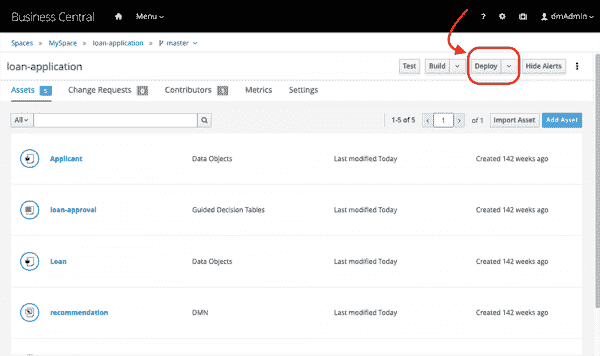 Business Central
Menu
?
dmAdmin
Spaces » MySpace » loan-application » master
loan-application
Test
Build
Deploy
Hide Alerts
Assets 5
Change Requests 0
Contributors 1
Metrics
Settings
All
1-5 of 5
< 1 > of 1
Import Asset
Add Asset
Applicant
Data Objects
Last modified Today
Created 142 weeks ago
loan-approval
Guided Decision Tables
Last modified Today
Created 142 weeks ago
Loan
Data Objects
Last modified Today
Created 142 weeks ago
recommendation
DMN
Last modified Today
Created 142 weeks ago